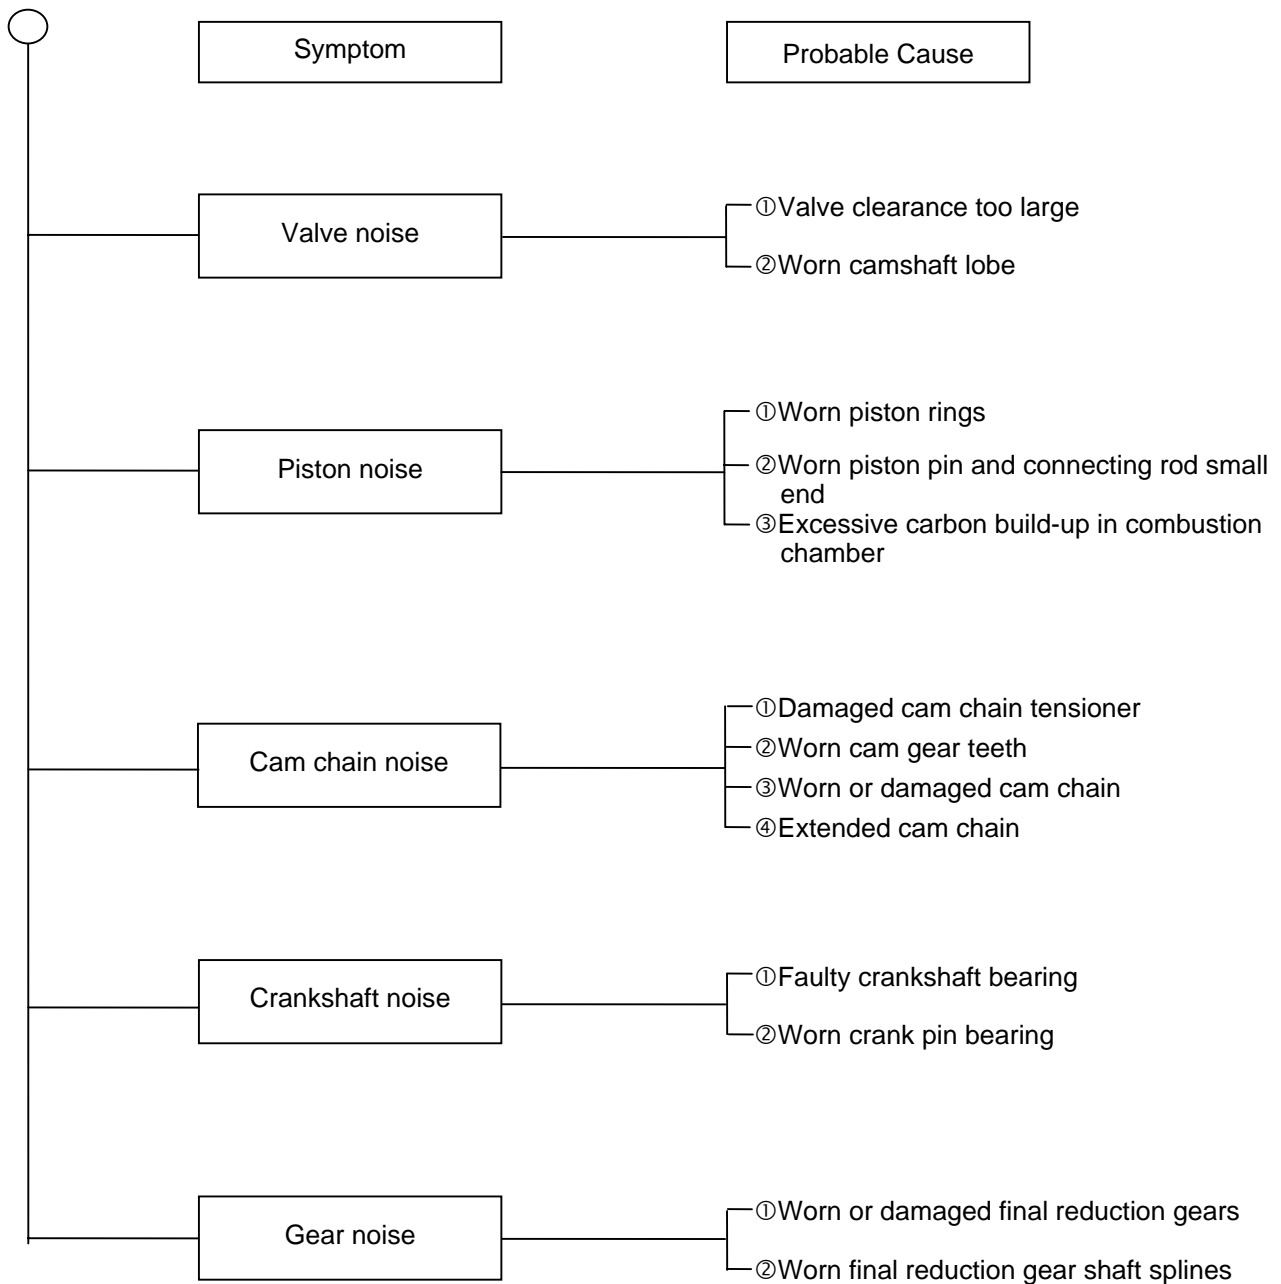 Symptom
Probable Cause
Valve noise
①Valve clearance too large
②Worn camshaft lobe
Piston noise
①Worn piston rings
②Worn piston pin and connecting rod small
end
③Excessive carbon build-up in combustion
chamber
Cam chain noise
①Damaged cam chain tensioner
②Worn cam gear teeth
③Worn or damaged cam chain
④Extended cam chain
Crankshaft noise
①Faulty crankshaft bearing
②Worn crank pin bearing
Gear noise
①Worn or damaged final reduction gears
②Worn final reduction gear shaft splines